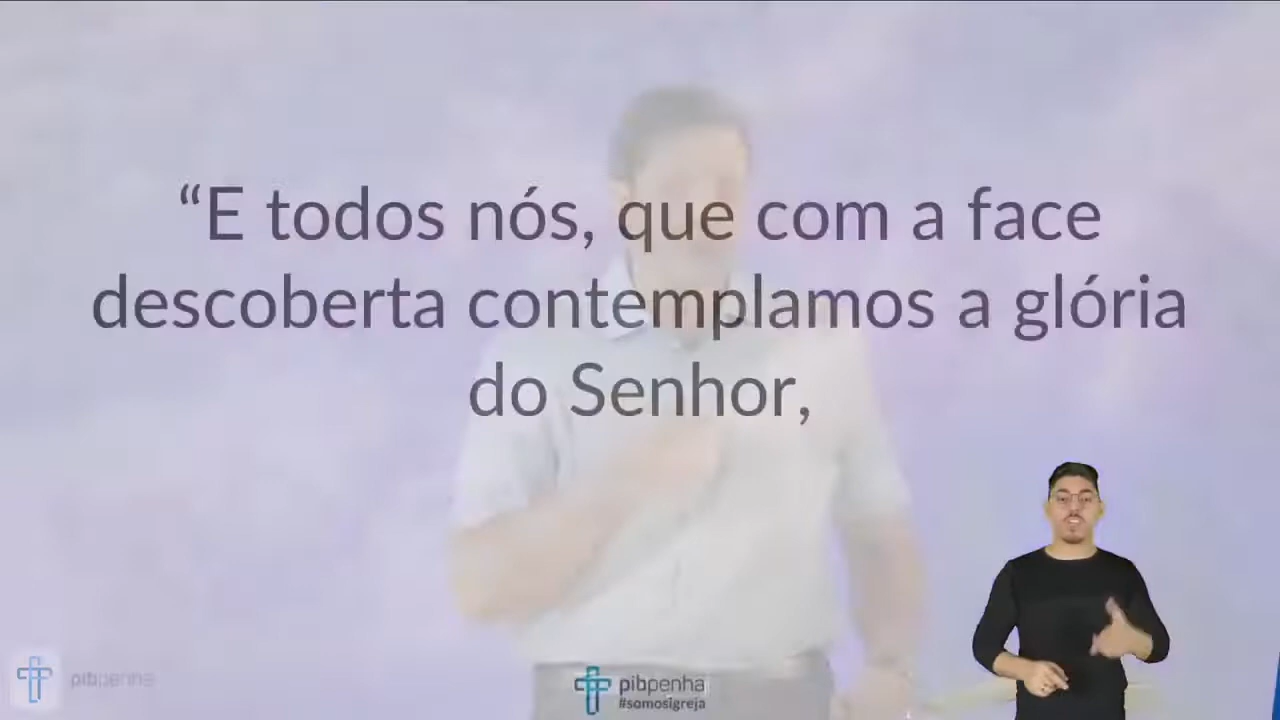 “E todos nós, que com a face
descoberta contemplamos a glória
do Senhor,
pibpenha
pibpenha
#somosigreja